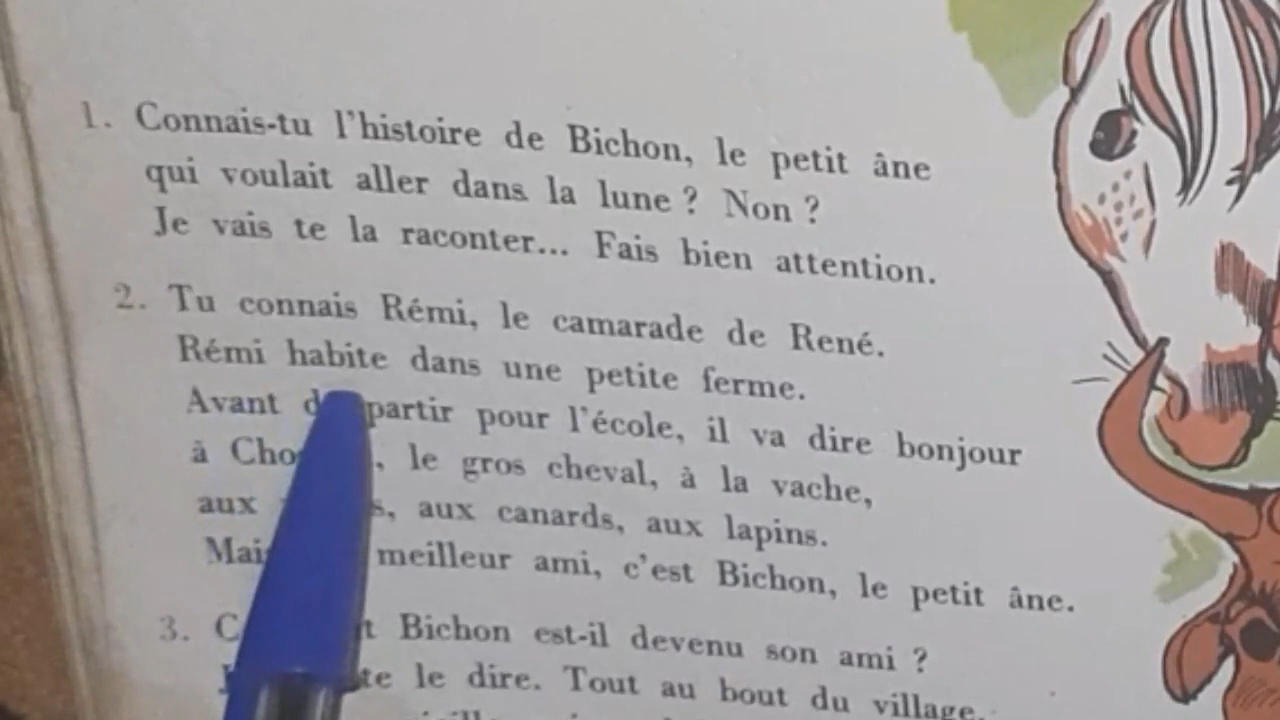 1. Connais-tu l'histoire de Bichon, le petit âne
qui voulait aller dans la lune ? Non ?
Je vais te la raconter... Fais bien attention.
2. Tu connais Rémi, le camarade de René.
Rémi habite dans une petite ferme.
Avant partir pour l'école, il va dire bonjour
à le gros cheval, à la vache,
aux aux canards, aux lapins.
meilleur ami, c'est Bichon, le petit âne.
3. Bichon est-il devenu son ami ?
te le dire. Tout au bout du village,